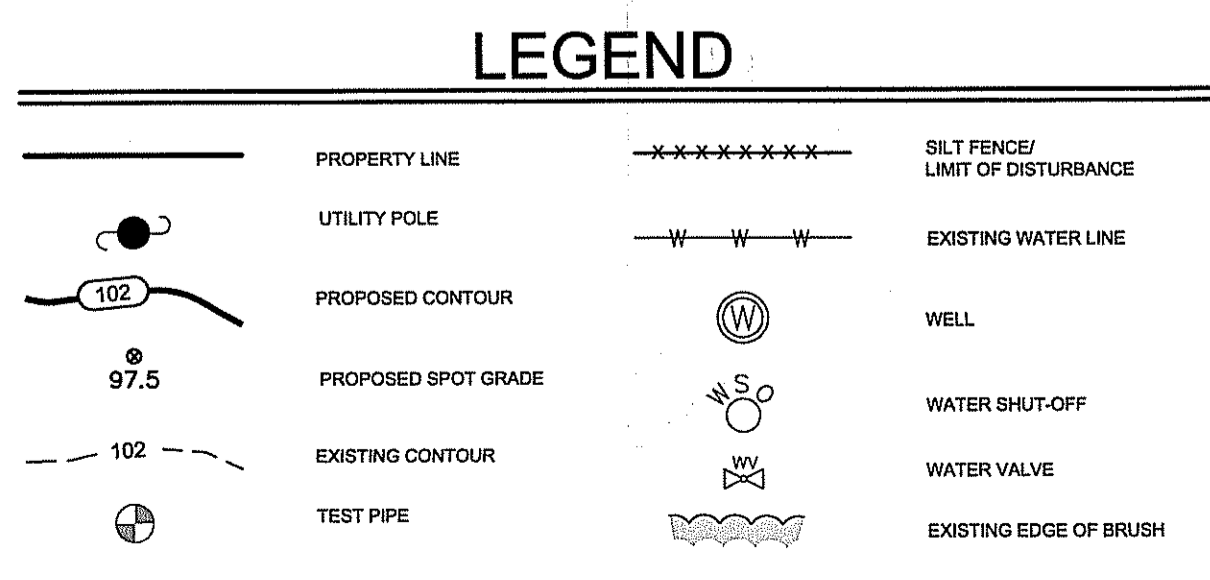 LEGEND
PROPERTY LINE
UTILITY POLE
102
PROPOSED CONTOUR
97.5
PROPOSED SPOT GRADE
102
EXISTING CONTOUR
TEST PIPE
X X X X X X X X
SILT FENCE/
LIMIT OF DISTURBANCE
W W W
EXISTING WATER LINE
W
WELL
WSO
WATER SHUT-OFF
WV
WATER VALVE
EXISTING EDGE OF BRUSH